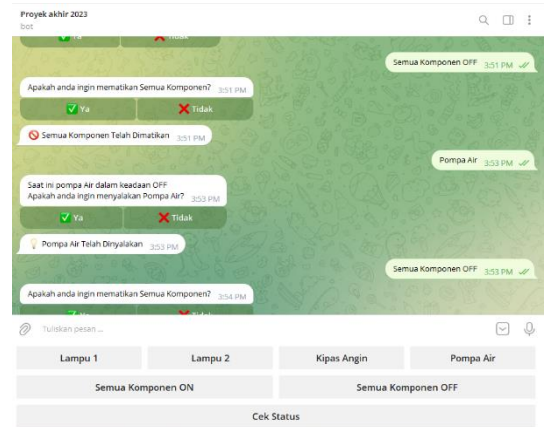 Proyek akhir 2023
bot
Tidak
Semua Komponen OFF 3:51 PM
Apakah anda ingin mematikan Semua Komponen? 3:51 PM
Ya Tidak
Semua Komponen Telah Dimatikan 3:51 PM
Pompa Air 3:53 PM
Saat ini pompa Air dalam keadaan OFF
Apakah anda ingin menyalakan Pompa Air? 3:53 PM
Ya Tidak
Pompa Air Telah Dinyalakan 3:53 PM
Semua Komponen OFF 3:53 PM
Apakah anda ingin mematikan Semua Komponen? 3:54 PM
Tuliskan pesan ...
Lampu 1 Lampu 2 Kipas Angin Pompa Air
Semua Komponen ON Semua Komponen OFF
Cek Status